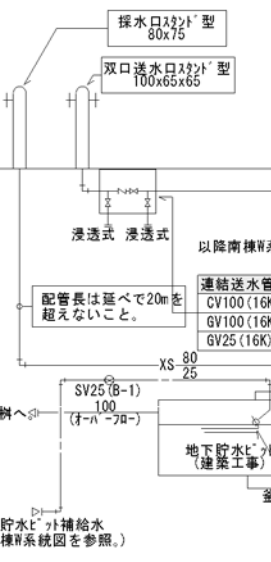 採水口スタンド型
80x75
双口送水口スタンド型
100x65x65
浸透式 浸透式
以降南棟W系
配管長は延べで20mを
超えないこと。
連結送水管
CV100(16K
GV100(16K
GV25(16K)
XS 80
25
SV25(B-1)
100
(オーバーフロー)
桝へ
地下貯水ピット
(建築工事)
釜
貯水ピット補給水
棟W系統図を参照。)